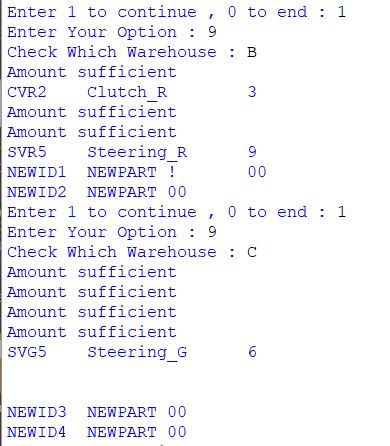 Enter 1 to continue , 0 to end : 1
Enter Your Option : 9
Check Which Warehouse : B
Amount sufficient
CVR2    Clutch_R        3
Amount sufficient
Amount sufficient
SVR5    Steering_R      9
NEWID1  NEWPART !       00
NEWID2  NEWPART 00
Enter 1 to continue , 0 to end : 1
Enter Your Option : 9
Check Which Warehouse : C
Amount sufficient
Amount sufficient
Amount sufficient
Amount sufficient
SVG5    Steering_G      6
NEWID3  NEWPART 00
NEWID4  NEWPART 00